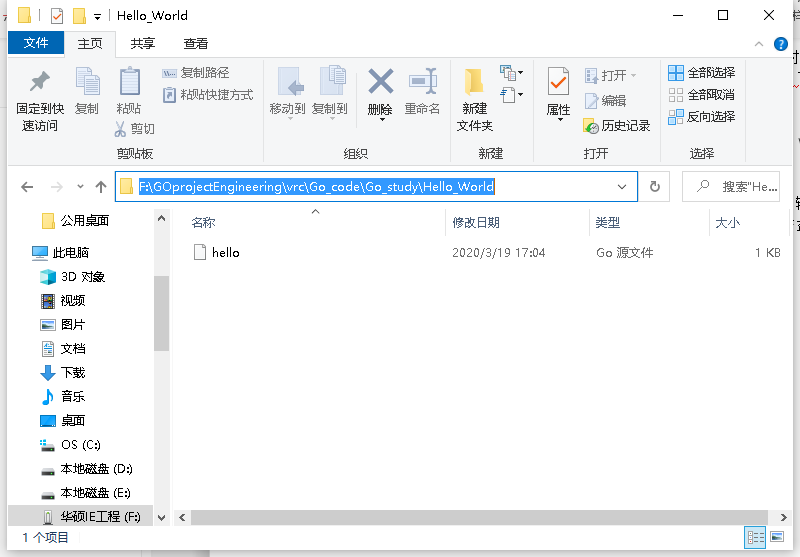 Hello_World
文件 主页 共享 查看
固定到快速访问
复制
粘贴
复制路径
粘贴快捷方式
剪切
剪贴板
移动到
复制到
删除
重命名
组织
新建
文件夹
新建
属性
打开
编辑
历史记录
打开
全部选择
全部取消
反向选择
选择
F:\GOprojectEngineering\vrc\Go_code\Go_study\Hello_World
搜索"He...
名称 修改日期 类型 大小
hello 2020/3/19 17:04 Go 源文件 1 KB
公用桌面
此电脑
3D 对象
视频
图片
文档
下载
音乐
桌面
OS (C:)
本地磁盘 (D:)
本地磁盘 (E:)
华硕IE工程 (F:)
1 个项目